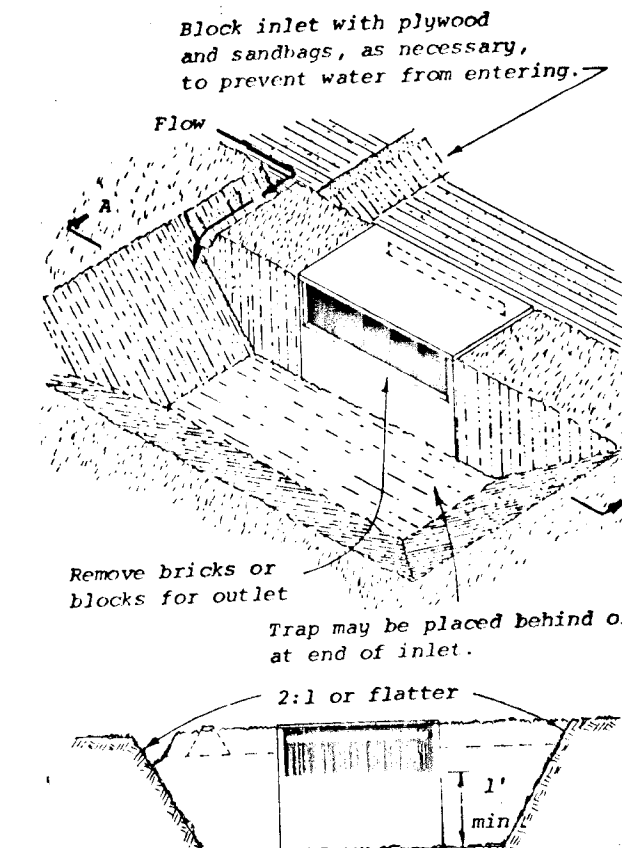 Block inlet with plywood
and sandbags, as necessary,
to prevent water from entering.
Flow
A
Remove bricks or
blocks for outlet
Trap may be placed behind
at end of inlet.
2:1 or flatter
1'
min